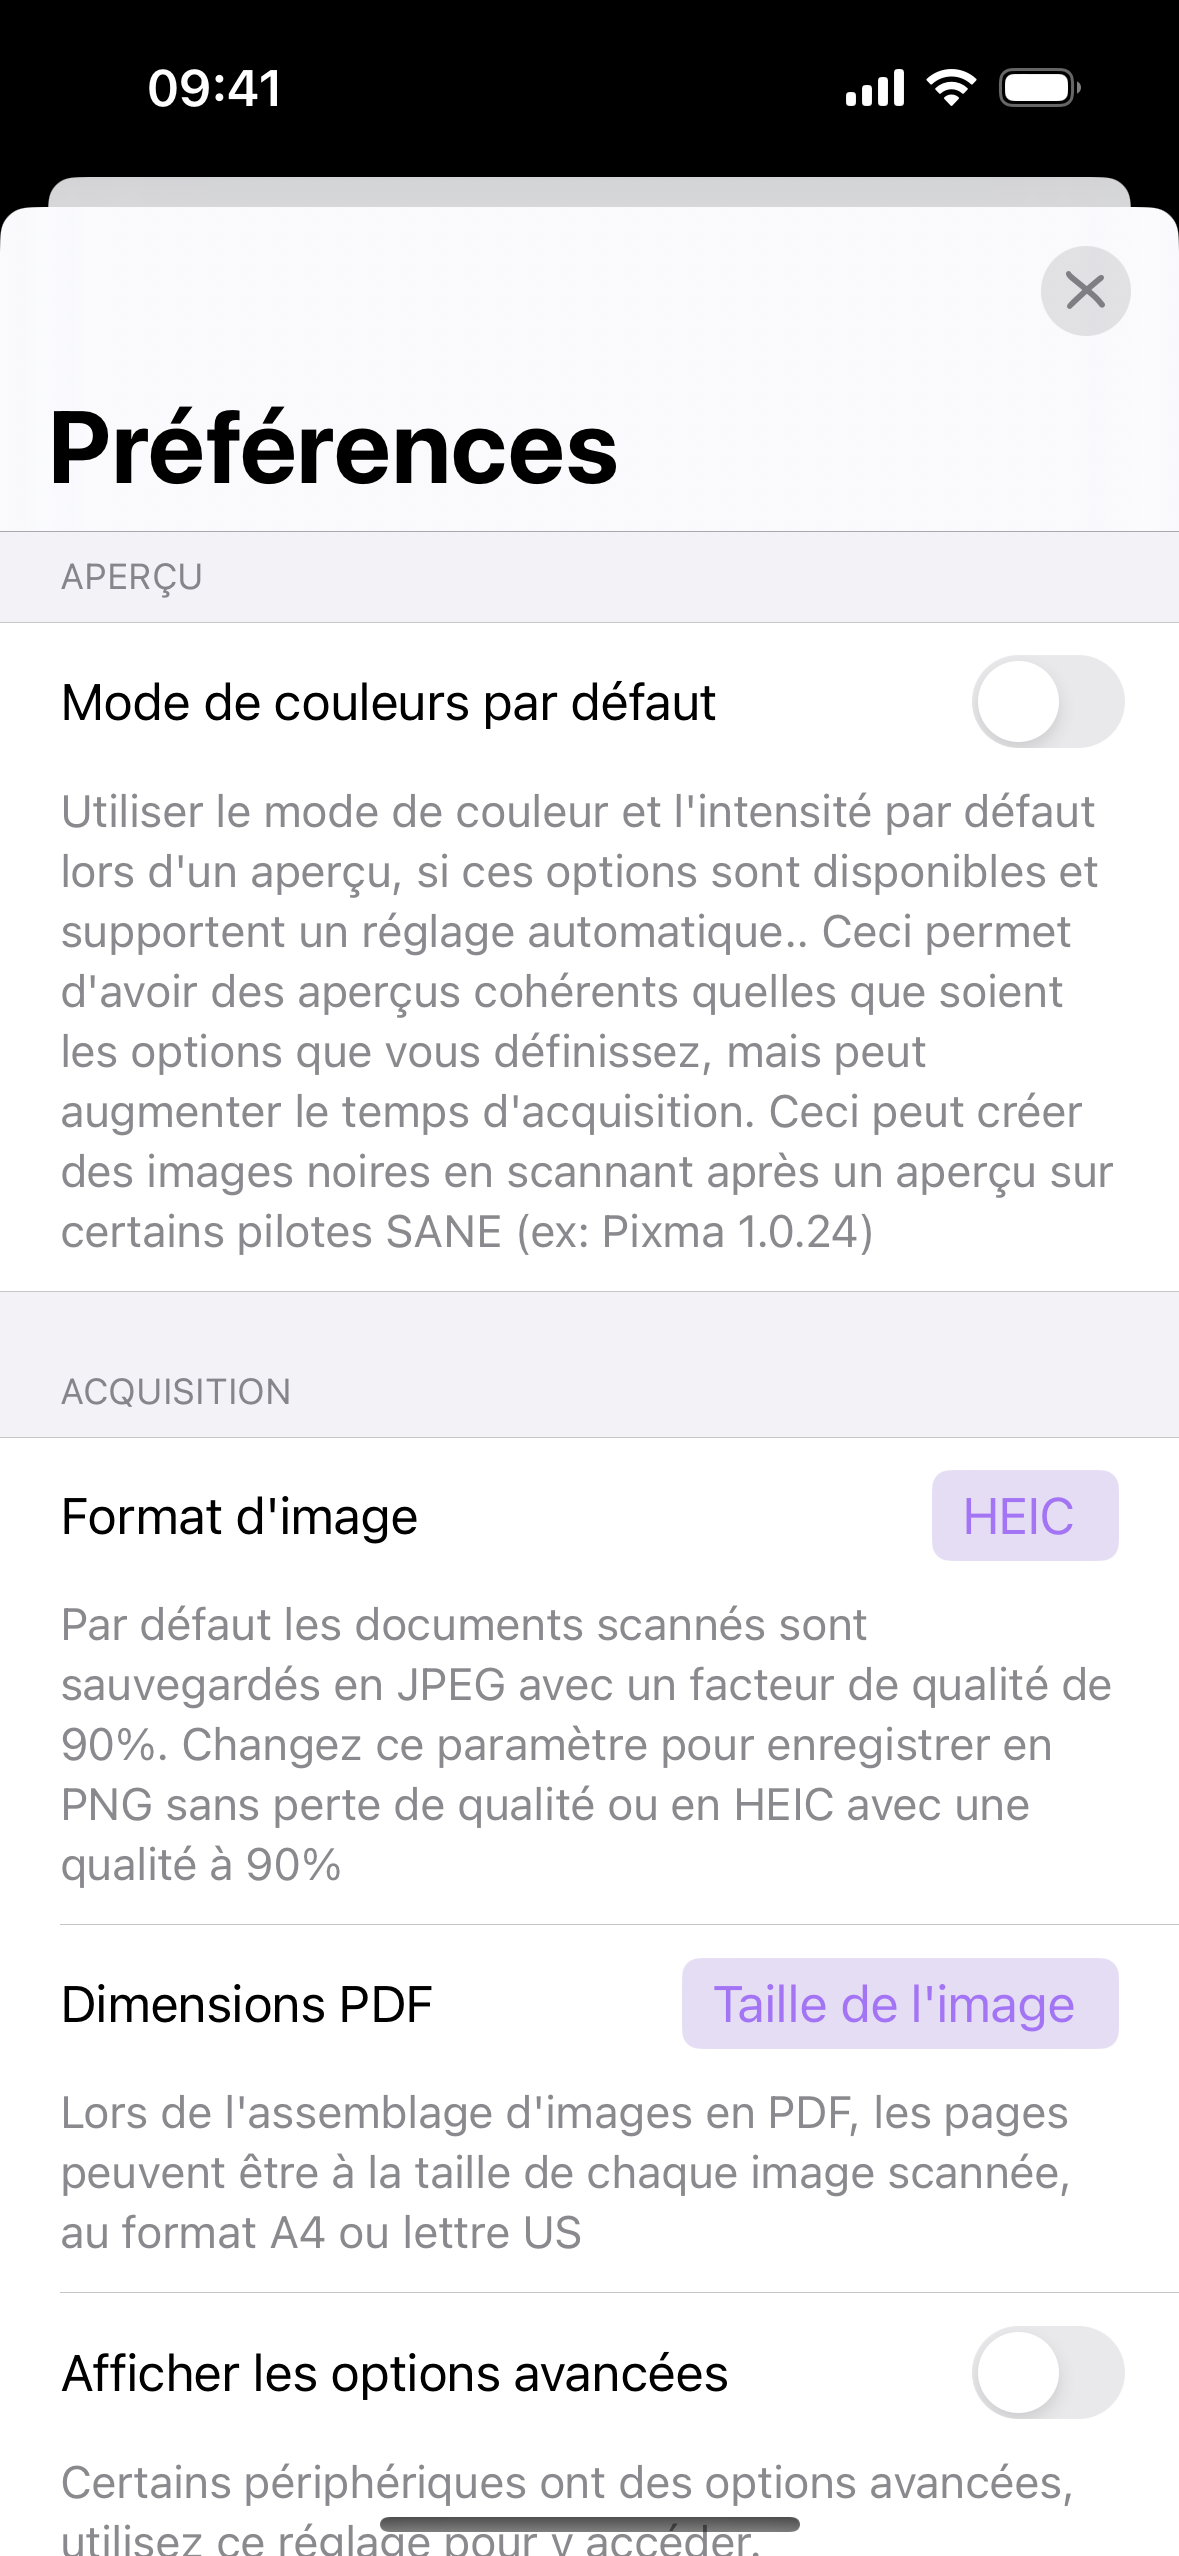 09:41
Préférences
APERÇU
Mode de couleurs par défaut
Utiliser le mode de couleur et l'intensité par défaut
lors d'un aperçu, si ces options sont disponibles et
supportent un réglage automatique.. Ceci permet
d'avoir des aperçus cohérents quelles que soient
les options que vous définissez, mais peut
augmenter le temps d'acquisition. Ceci peut créer
des images noires en scannant après un aperçu sur
certains pilotes SANE (ex: Pixma 1.0.24)
ACQUISITION
Format d'image
HEIC
Par défaut les documents scannés sont
sauvegardés en JPEG avec un facteur de qualité de
90%. Changez ce paramètre pour enregistrer en
PNG sans perte de qualité ou en HEIC avec une
qualité à 90%
Dimensions PDF
Taille de l'image
Lors de l'assemblage d'images en PDF, les pages
peuvent être à la taille de chaque image scannée,
au format A4 ou lettre US
Afficher les options avancées
Certains périphériques ont des options avancées,
utilisez ce réglage pour y accéder.